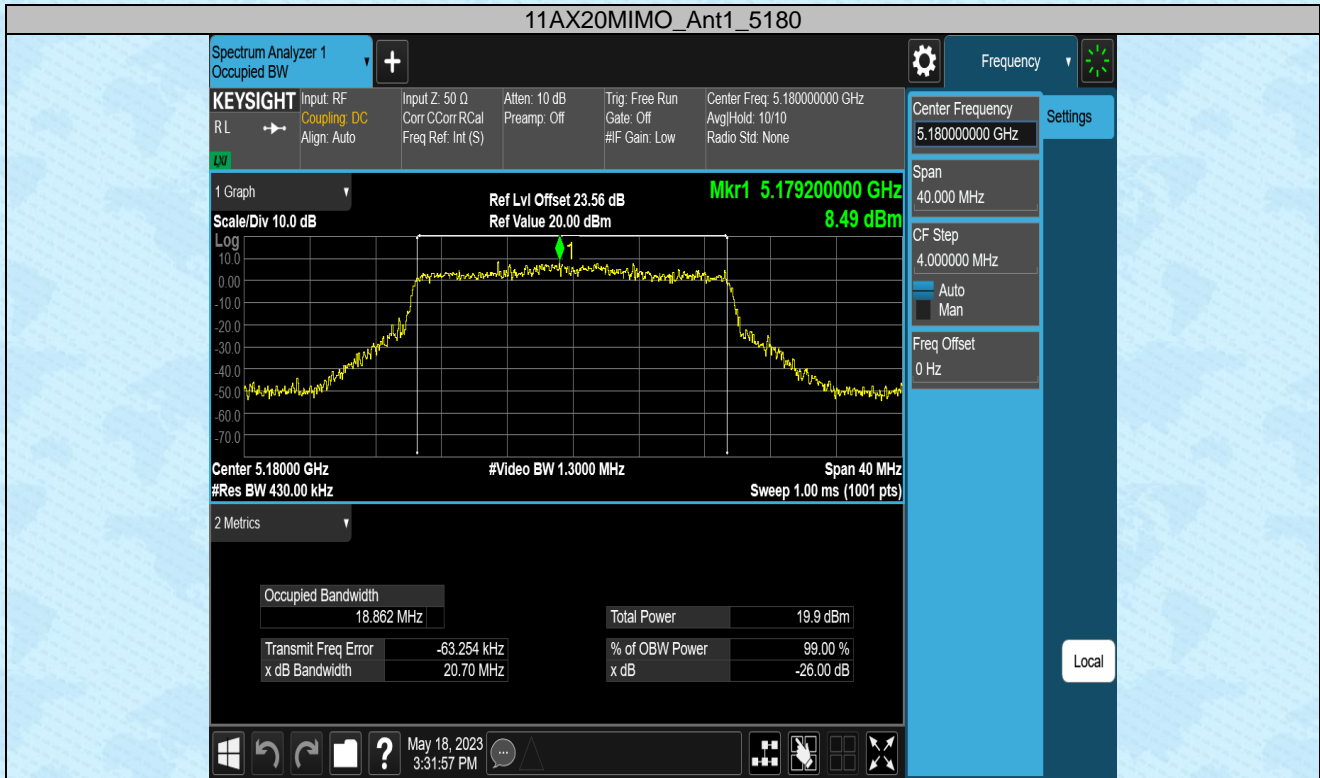 11AX20MIMO_Ant1_5180
Spectrum Analyzer 1
Occupied BW
+
Frequency
KEYSIGHT
R L
LXI
Input: RF
Coupling: DC
Align: Auto
Input Z: 50 Ω
Corr CCorr RCal
Freq Ref: Int (S)
Atten: 10 dB
Preamp: Off
Trig: Free Run
Gate: Off
#IF Gain: Low
Center Freq: 5.180000000 GHz
Avg|Hold: 10/10
Radio Std: None
Center Frequency
5.180000000 GHz
Settings
Span
40.000 MHz
CF Step
4.000000 MHz
Auto
Man
Freq Offset
0 Hz
Local
1 Graph
Scale/Div 10.0 dB
Ref Lvl Offset 23.56 dB
Ref Value 20.00 dBm
Mkr1 5.179200000 GHz
8.49 dBm
Log
10.0
0.00
-10.0
-20.0
-30.0
-40.0
-50.0
-60.0
-70.0
1
Center 5.18000 GHz
#Video BW 1.3000 MHz
Span 40 MHz
#Res BW 430.00 kHz
Sweep 1.00 ms (1001 pts)
2 Metrics
Occupied Bandwidth
18.862 MHz
Total Power 19.9 dBm
Transmit Freq Error -63.254 kHz
% of OBW Power 99.00 %
x dB Bandwidth 20.70 MHz
x dB -26.00 dB
?
May 18, 2023
3:31:57 PM